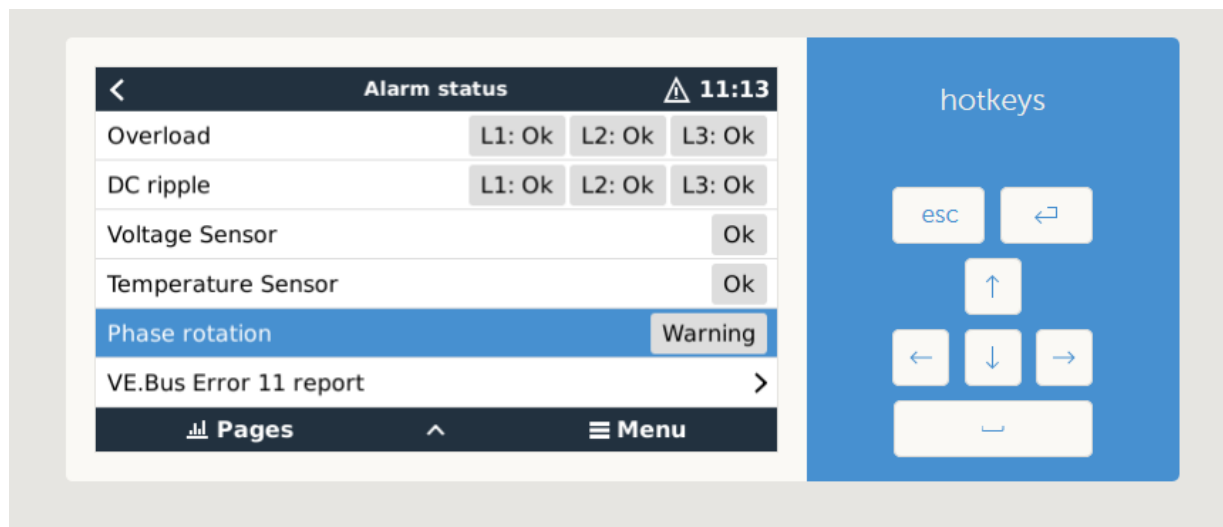 Alarm status 11:13
Overload L1: Ok L2: Ok L3: Ok
DC ripple L1: Ok L2: Ok L3: Ok
Voltage Sensor Ok
Temperature Sensor Ok
Phase rotation Warning
VE.Bus Error 11 report
Pages Menu
hotkeys
esc